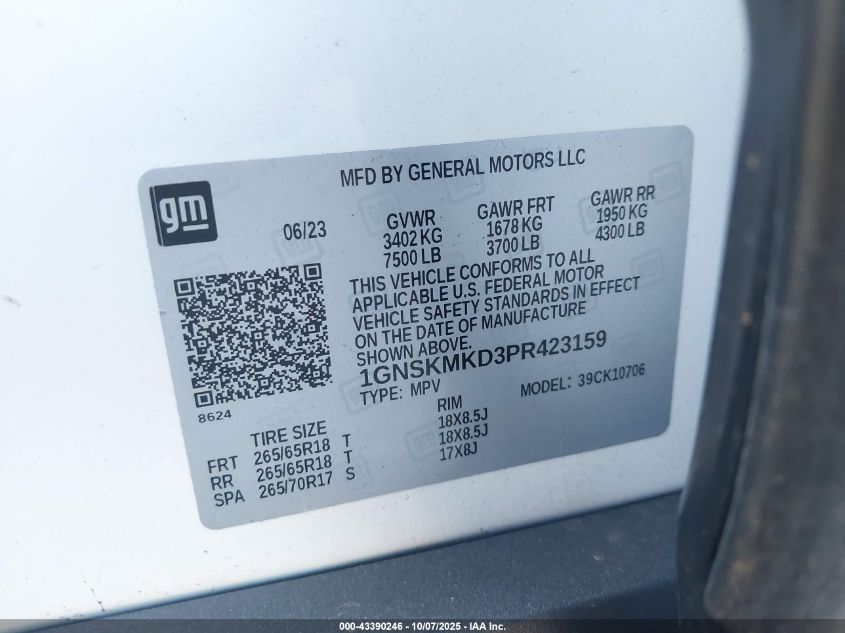 MFD BY GENERAL MOTORS LLC
gm
06/23
GVWR GAWR FRT GAWR RR
3402 KG 1678 KG 1950 KG
7500 LB 3700 LB 4300 LB
THIS VEHICLE CONFORMS TO ALL
APPLICABLE U.S. FEDERAL MOTOR
VEHICLE SAFETY STANDARDS IN EFFECT
ON THE DATE OF MANUFACTURE
SHOWN ABOVE.
1GNSKMKD3PR423159
TYPE: MPV MODEL: 39CK10706
8624
TIRE SIZE RIM
FRT 265/65R18 T 18X8.5J
RR 265/65R18 T 18X8.5J
SPA 265/70R17 S 17X8J
000-43390246 - 10/07/2025 - IAA Inc.